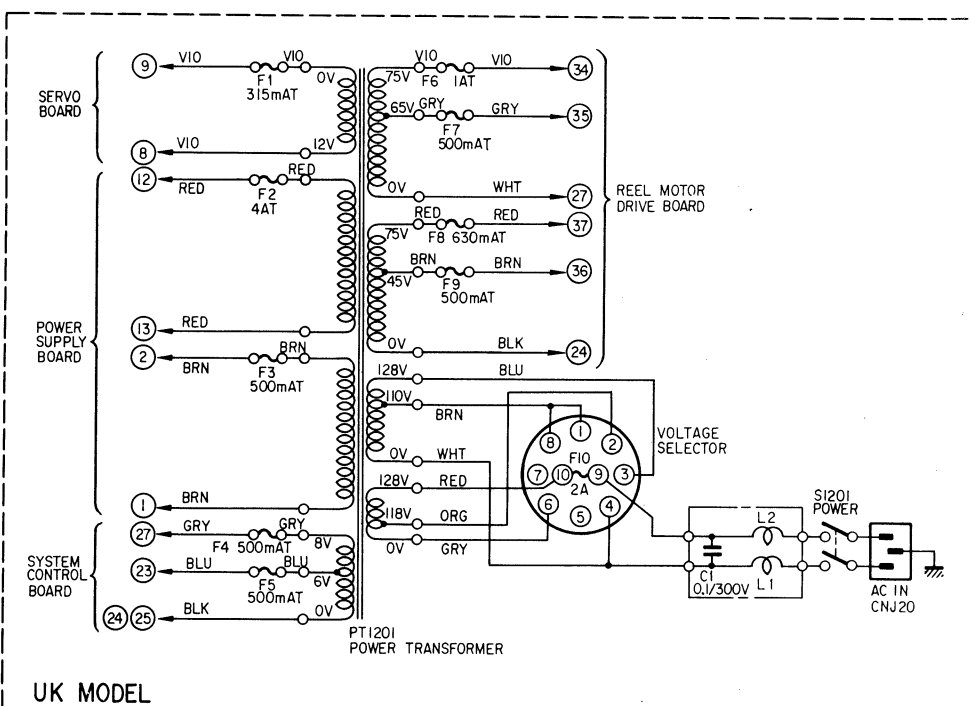 SERVO
BOARD
9 VIO F1 VIO 0V
315mAT
8 VIO 12V
POWER
SUPPLY
BOARD
12 RED F2 RED
4AT
13 RED
2 BRN F3 BRN
500mAT
1 BRN
SYSTEM
CONTROL
BOARD
27 GRY F4 500mAT GRY 8V
23 BLU F5 BLU 6V
500mAT
24 25 BLK 0V
75V VIO F6 1AT VIO 34
65V GRY F7 GRY 35
500mAT
0V WHT 27
75V RED F8 630mAT RED 37
45V BRN F9 BRN 36
500mAT
0V BLK 24
REEL MOTOR
DRIVE BOARD
128V BLU
110V BRN
0V WHT
128V RED
118V ORG
0V GRY
1
8 2
F10
7 10 9 3
2A
6 5 4
VOLTAGE
SELECTOR
C1
0.1/300V
L2
L1
S1201
POWER
AC IN
CNJ20
PT1201
POWER TRANSFORMER
UK MODEL